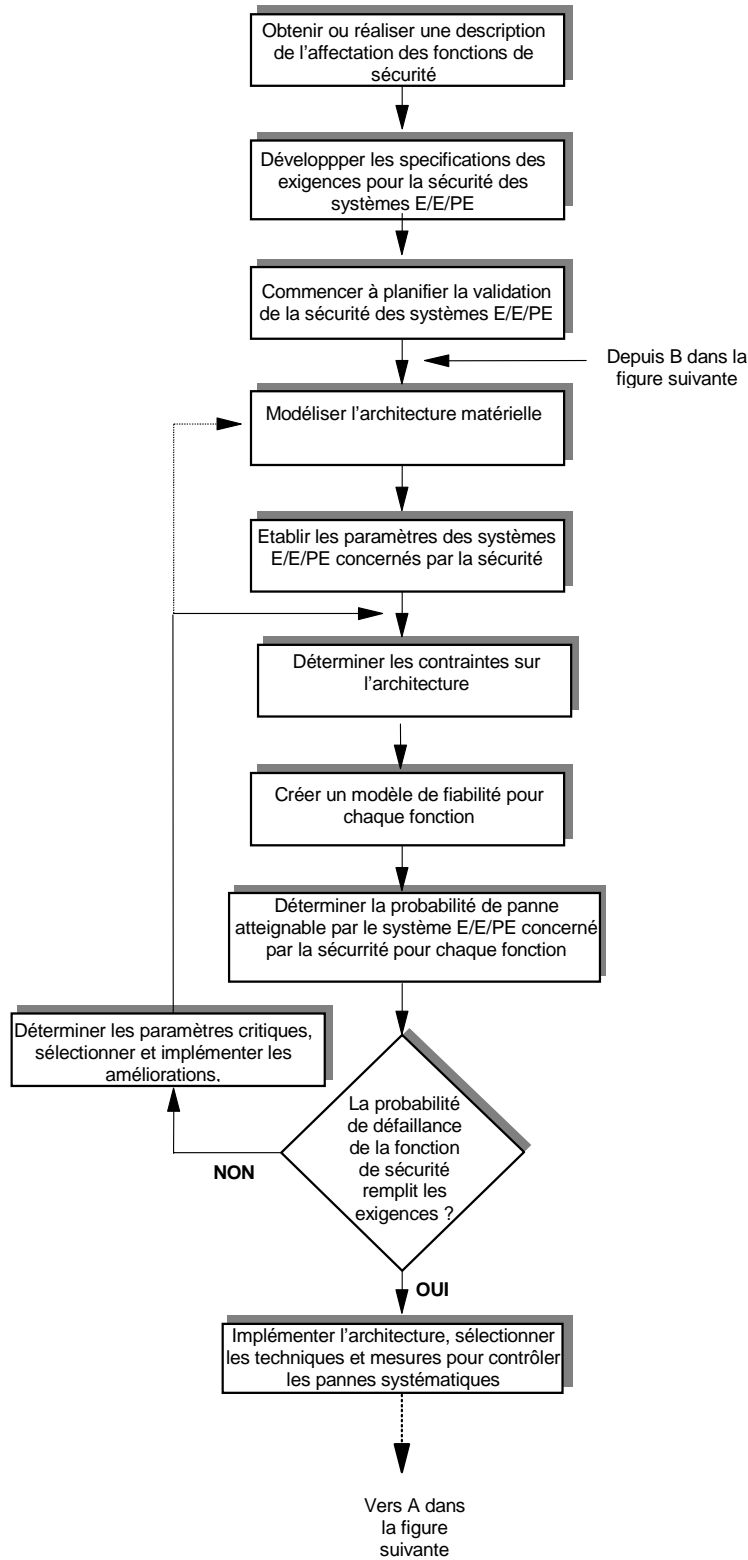 Obtenir ou réaliser une description
de l'affectation des fonctions de
sécurité
Développper les specifications des
exigences pour la sécurité des
systèmes E/E/PE
Commencer à planifier la validation
de la sécurité des systèmes E/E/PE
Depuis B dans la
figure suivante
Modéliser l'architecture matérielle
Etablir les paramètres des systèmes
E/E/PE concernés par la sécurité
Déterminer les contraintes sur
l'architecture
Créer un modèle de fiabilité pour
chaque fonction
Déterminer la probabilité de panne
atteignable par le système E/E/PE concerné
par la sécurrité pour chaque fonction
Déterminer les paramètres critiques,
sélectionner et implémenter les
améliorations.
La probabilité
de défaillance
de la fonction
de sécurité
remplit les
exigences ?
NON
OUI
Implémenter l'architecture, sélectionner
les techniques et mesures pour contrôler
les pannes systématiques
Vers A dans
la figure
suivante